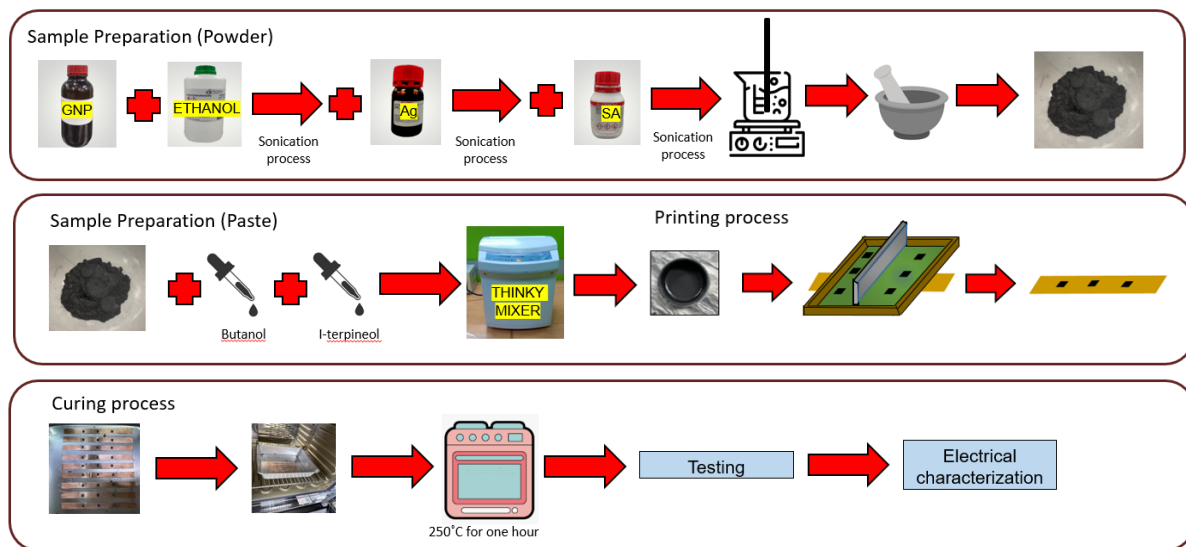 Sample Preparation (Powder)
GNP
ETHANOL
Ag
SA
Sonication
process
Sonication
process
Sonication
process
Sample Preparation (Paste)
Printing process
THINKY
MIXER
Butanol
I-terpineol
Curing process
Testing
Electrical
characterization
250˚C for one hour